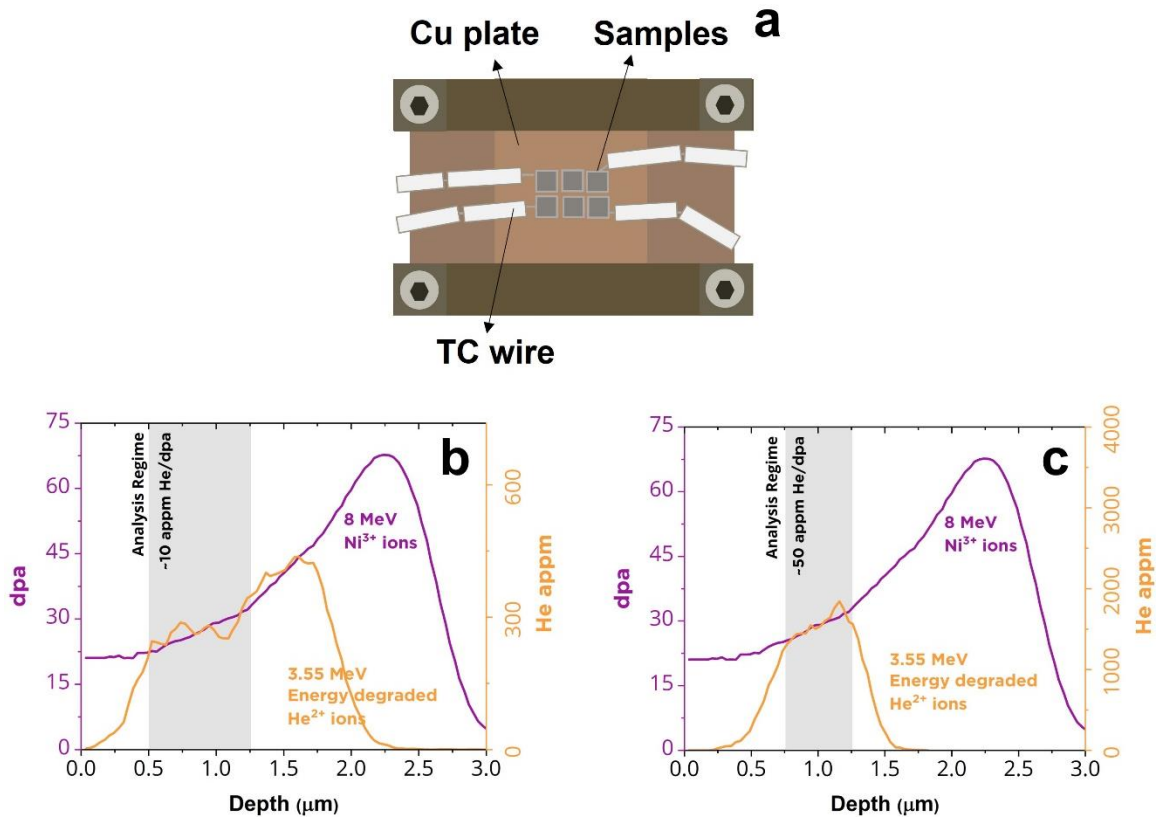 a
Cu plate
Samples
TC wire
b
75
60
45
30
15
0
dpa
Analysis Regime
~10 appm He/dpa
8 MeV
Ni³⁺ ions
3.55 MeV
Energy degraded
He²⁺ ions
600
300
0
He appm
0.0 0.5 1.0 1.5 2.0 2.5 3.0
Depth (μm)
c
75
60
45
30
15
0
dpa
Analysis Regime
~50 appm He/dpa
8 MeV
Ni³⁺ ions
3.55 MeV
Energy degraded
He²⁺ ions
4000
3000
2000
1000
0
He appm
0.0 0.5 1.0 1.5 2.0 2.5 3.0
Depth (μm)